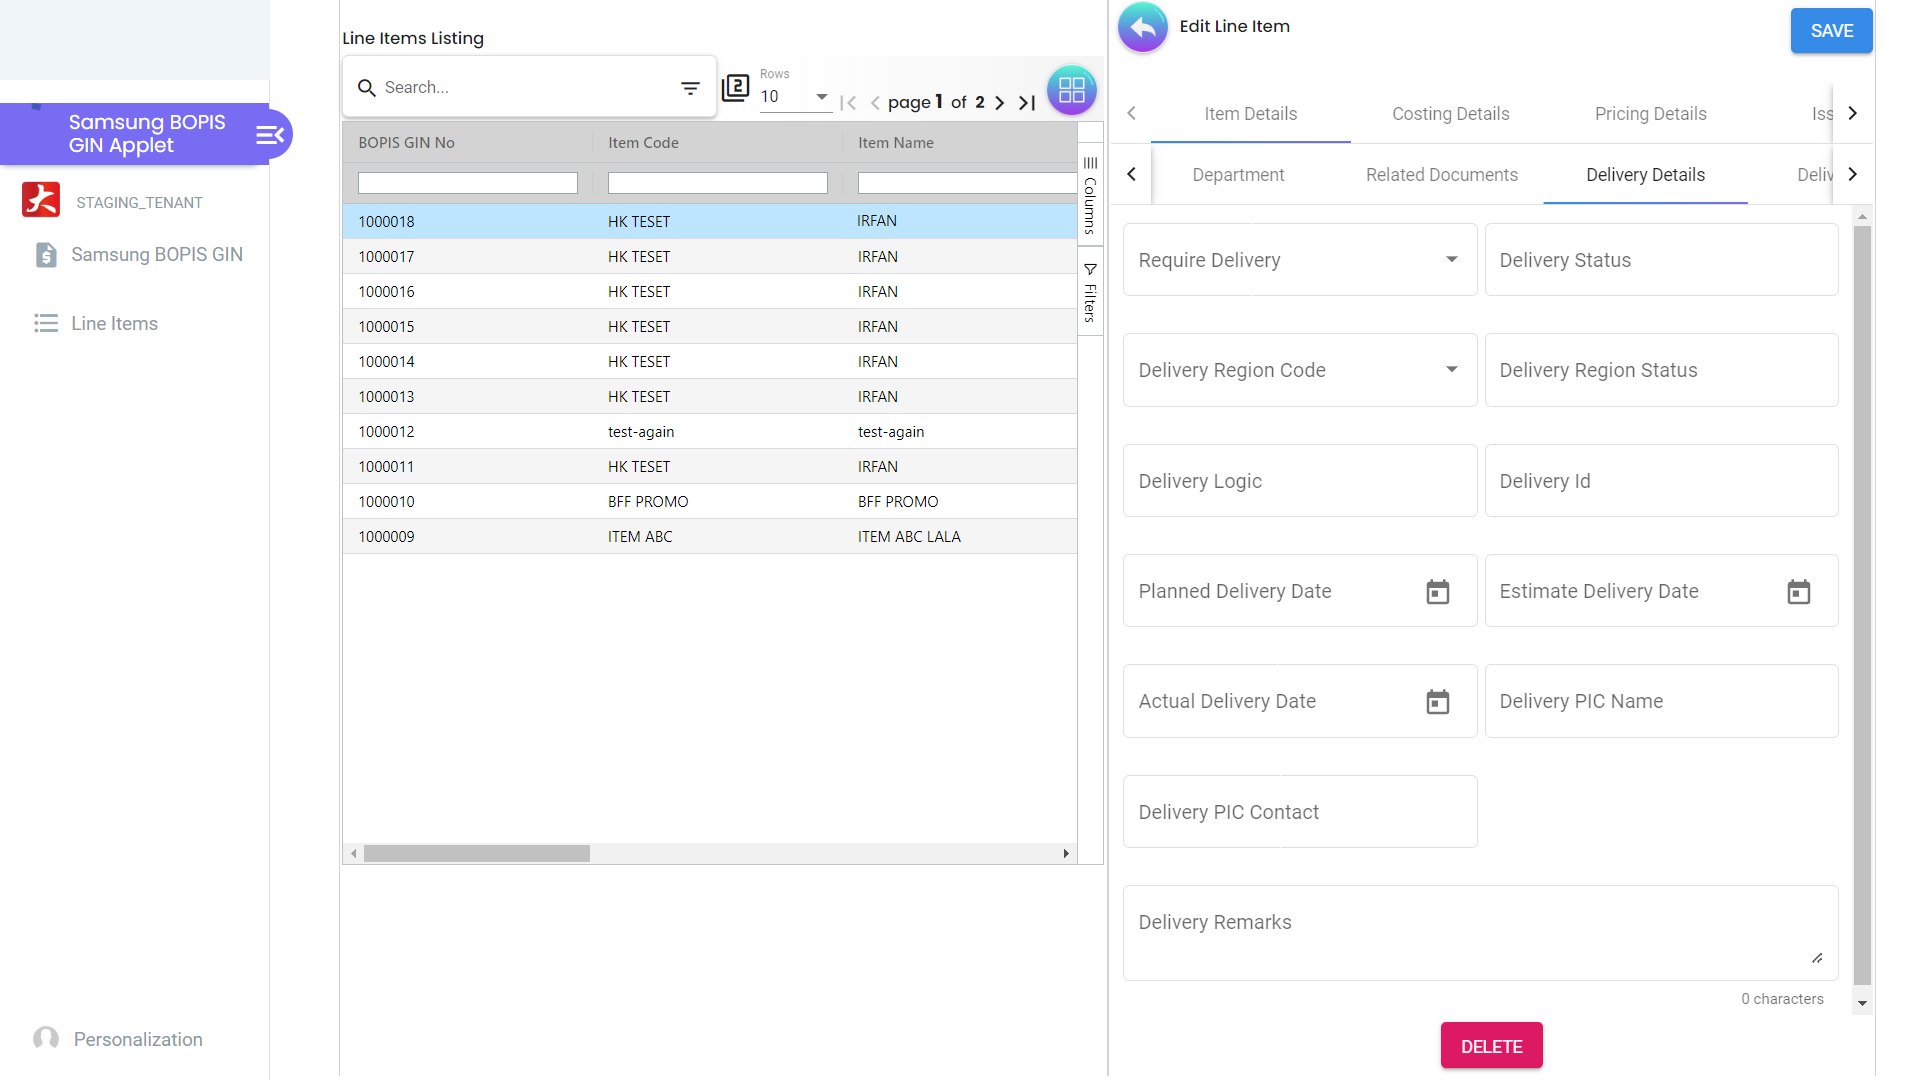 Samsung BOPIS
GIN Applet
STAGING_TENANT
Samsung BOPIS GIN
Line Items
Personalization
Line Items Listing
Search...
2
Rows
10
page 1 of 2
BOPIS GIN No Item Code Item Name
1000018 HK TESET IRFAN
1000017 HK TESET IRFAN
1000016 HK TESET IRFAN
1000015 HK TESET IRFAN
1000014 HK TESET IRFAN
1000013 HK TESET IRFAN
1000012 test-again test-again
1000011 HK TESET IRFAN
1000010 BFF PROMO BFF PROMO
1000009 ITEM ABC ITEM ABC LALA
Columns
Filters
Edit Line Item
SAVE
Item Details Costing Details Pricing Details Iss
Department Related Documents Delivery Details Deliv
Require Delivery Delivery Status
Delivery Region Code Delivery Region Status
Delivery Logic Delivery Id
Planned Delivery Date Estimate Delivery Date
Actual Delivery Date Delivery PIC Name
Delivery PIC Contact
Delivery Remarks
0 characters
DELETE